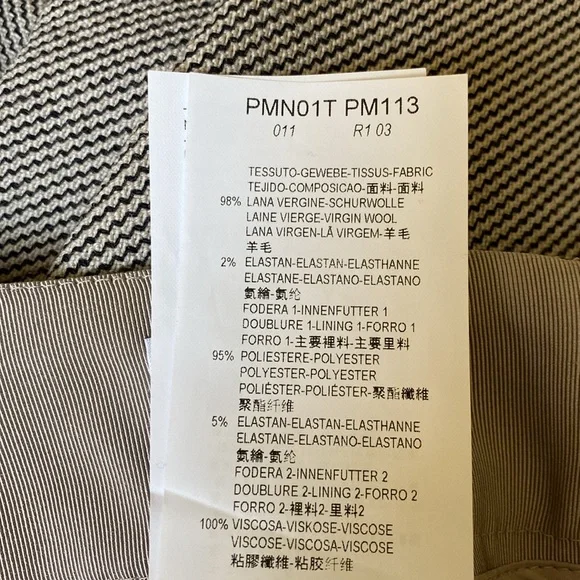 PMN01T PM113
011 R1 03
TESSUTO-GEWEBE-TISSUS-FABRIC
TEJIDO-COMPOSICAO-面料-面料
98% LANA VERGINE-SCHURWOLLE
LAINE VIERGE-VIRGIN WOOL
LANA VIRGEN-LÃ VIRGEM-羊毛
羊毛
2% ELASTAN-ELASTAN-ELASTHANNE
ELASTANE-ELASTANO-ELASTANO
氨綸-氨纶
FODERA 1-INNENFUTTER 1
DOUBLURE 1-LINING 1-FORRO 1
FORRO 1-主要裡料-主要里料
95% POLIESTERE-POLYESTER
POLYESTER-POLYESTER
POLIÉSTER-POLIÉSTER-聚酯纖維
聚酯纤维
5% ELASTAN-ELASTAN-ELASTHANNE
ELASTANE-ELASTANO-ELASTANO
氨綸-氨纶
FODERA 2-INNENFUTTER 2
DOUBLURE 2-LINING 2-FORRO 2
FORRO 2-裡料2-里料2
100% VISCOSA-VISKOSE-VISCOSE
VISCOSE-VISCOSA-VISCOSE
粘膠纖維-粘胶纤维